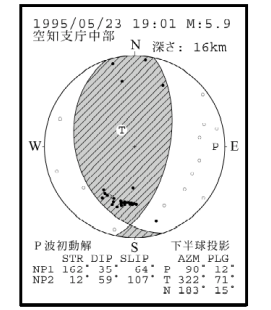 1995/05/23 19:01 M:5.9
空知支庁中部
深さ: 16km
N
T
W
P
E
S
P波初動解 下半球投影
STR DIP SLIP AZM PLG
NP1 162° 35° 64° P 90° 12°
NP2 12° 59° 107° T 322° 71°
N 183° 15°